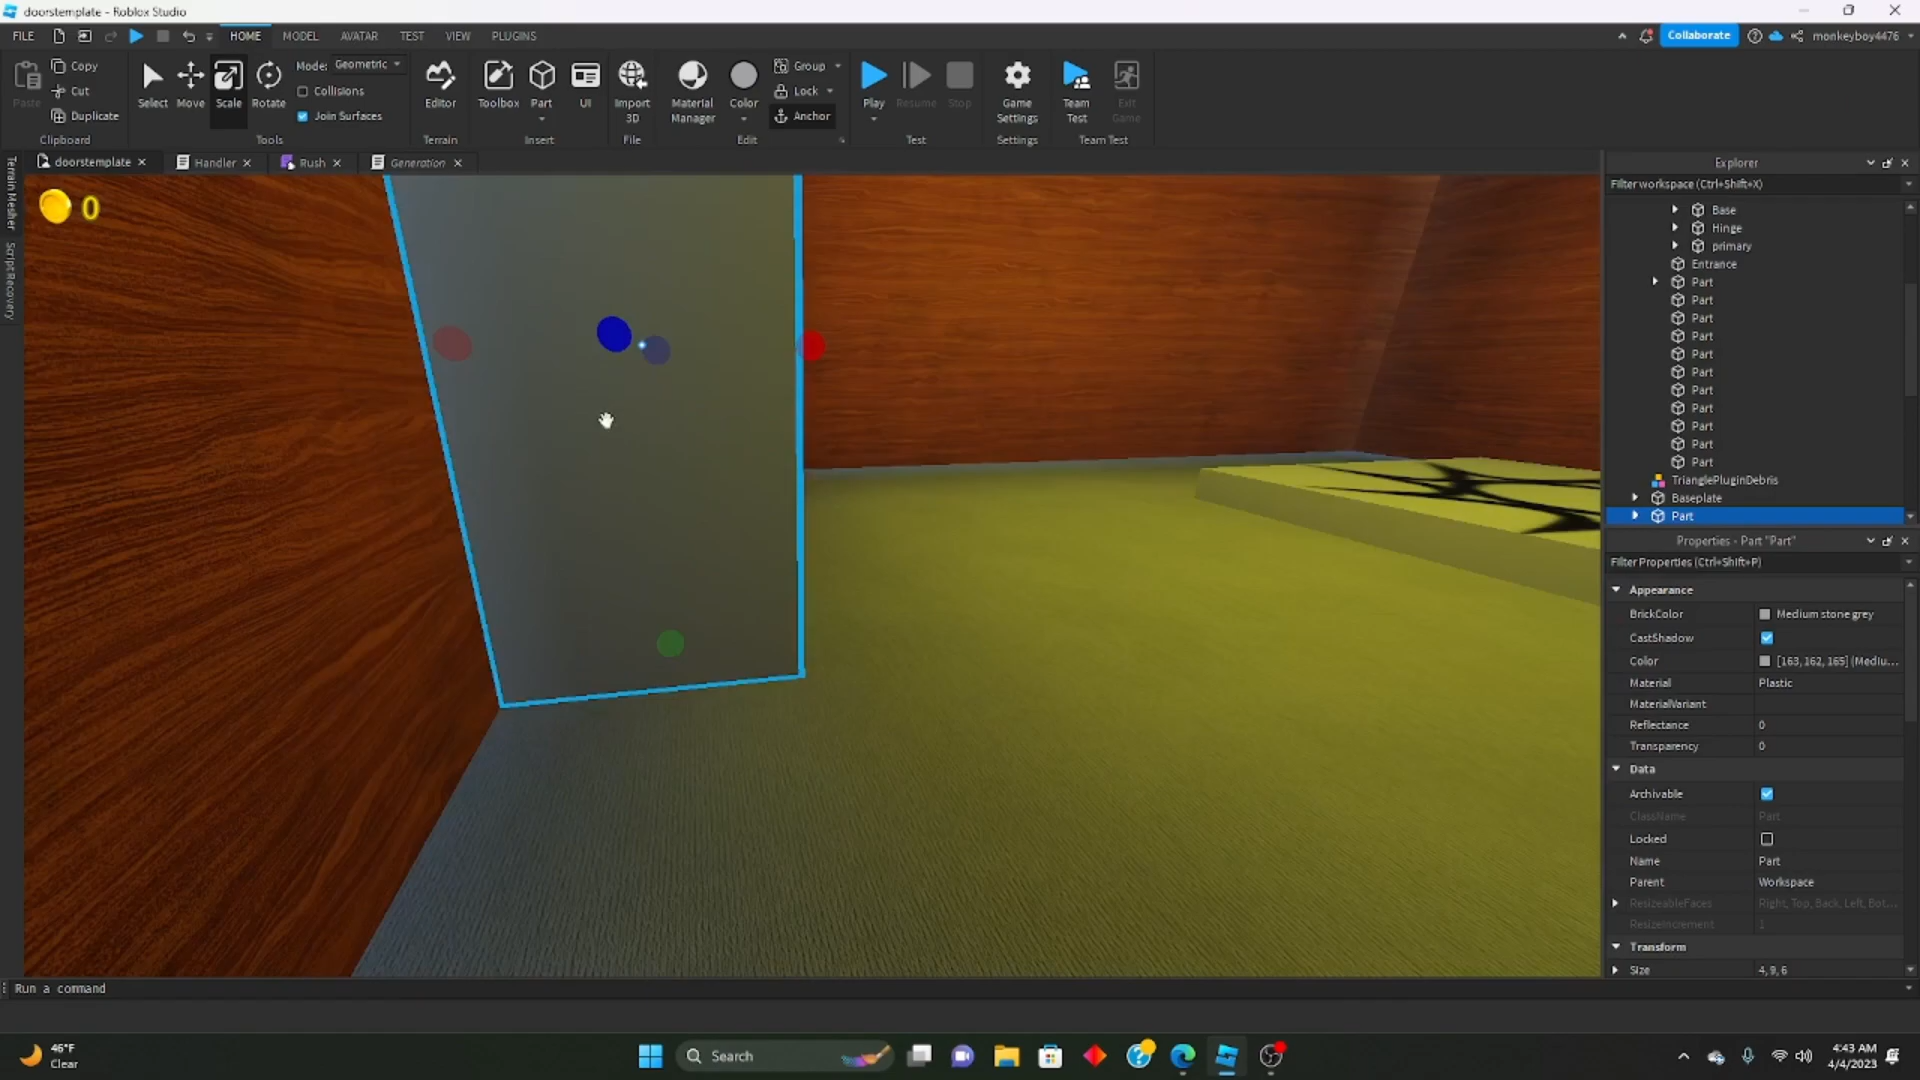 doorstemplate - Roblox Studio
FILE HOME MODEL AVATAR TEST VIEW PLUGINS
Collaborate monkeyboy4476
Paste Copy Cut Duplicate Clipboard
Select Move Scale Rotate Mode: Geometric Collisions Join Surfaces Tools
Editor Terrain
Toolbox Part UI Insert
Import 3D File
Material Manager Color Group Lock Anchor Edit
Play Resume Stop Test
Game Settings Settings
Team Test Exit Game Team Test
doorstemplate Handler Rush Generation
Terrain Mesher
Script Recovery
0
Explorer
Filter workspace (Ctrl+Shift+X)
Base
Hinge
primary
Entrance
Part
Part
Part
Part
Part
Part
Part
Part
Part
Part
Part
TrianglePluginDebris
Baseplate
Part
Properties - Part "Part"
Filter Properties (Ctrl+Shift+P)
Appearance
BrickColor Medium stone grey
CastShadow
Color [163, 162, 165] (Mediu...
Material Plastic
MaterialVariant
Reflectance 0
Transparency 0
Data
Archivable
ClassName Part
Locked
Name Part
Parent Workspace
ResizeableFaces Right, Top, Back, Left, Bot...
ResizeIncrement 1
Transform
Size 4, 9, 6
Run a command
46°F
Clear
Search
4:43 AM
4/4/2023